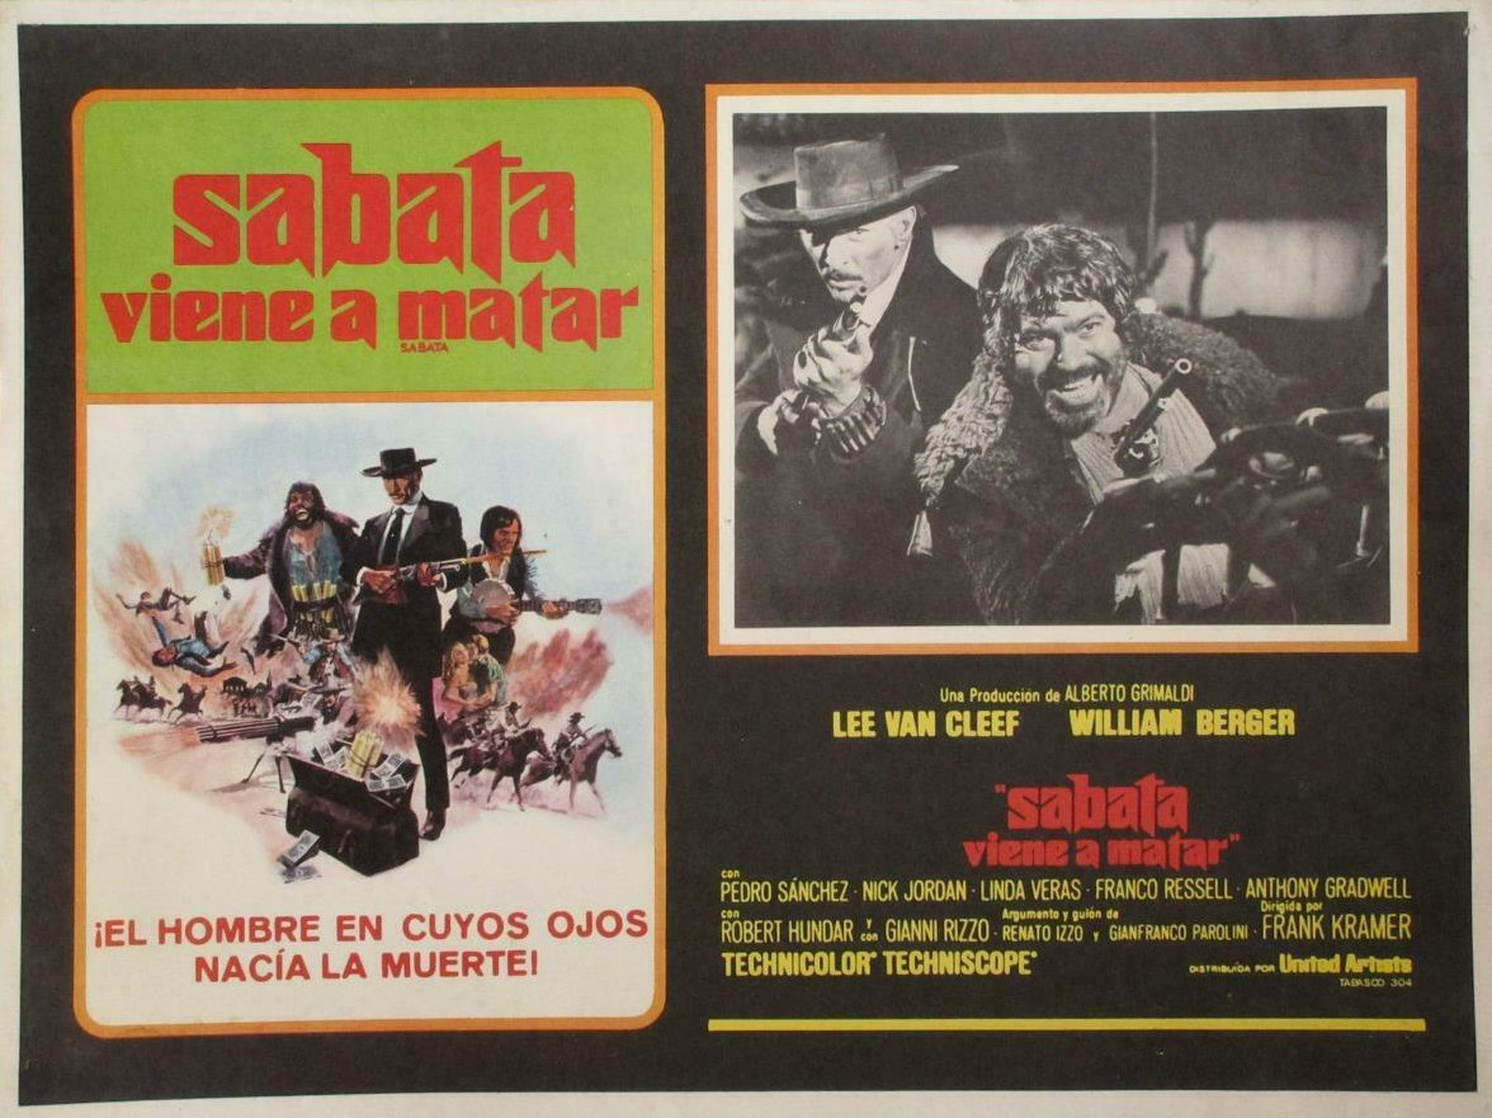 sabata
viene a matar
SABATA
¡EL HOMBRE EN CUYOS OJOS
NACÍA LA MUERTE!
Una Producción de ALBERTO GRIMALDI
LEE VAN CLEEF WILLIAM BERGER
"sabata
viene a matar"
con
PEDRO SÁNCHEZ · NICK JORDAN · LINDA VERAS · FRANCO RESSELL · ANTHONY GRADWELL
con ROBERT HUNDAR y con GIANNI RIZZO · Argumento y guión de RENATO IZZO y GIANFRANCO PAROLINI · Dirigida por FRANK KRAMER
TECHNICOLOR® TECHNISCOPE®
DISTRIBUÍDA POR United Artists
TABASCO 304